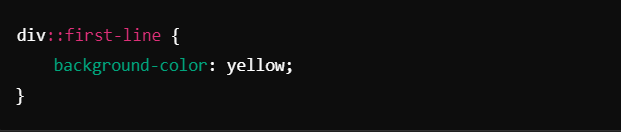 div::first-line {
    background-color: yellow;
}